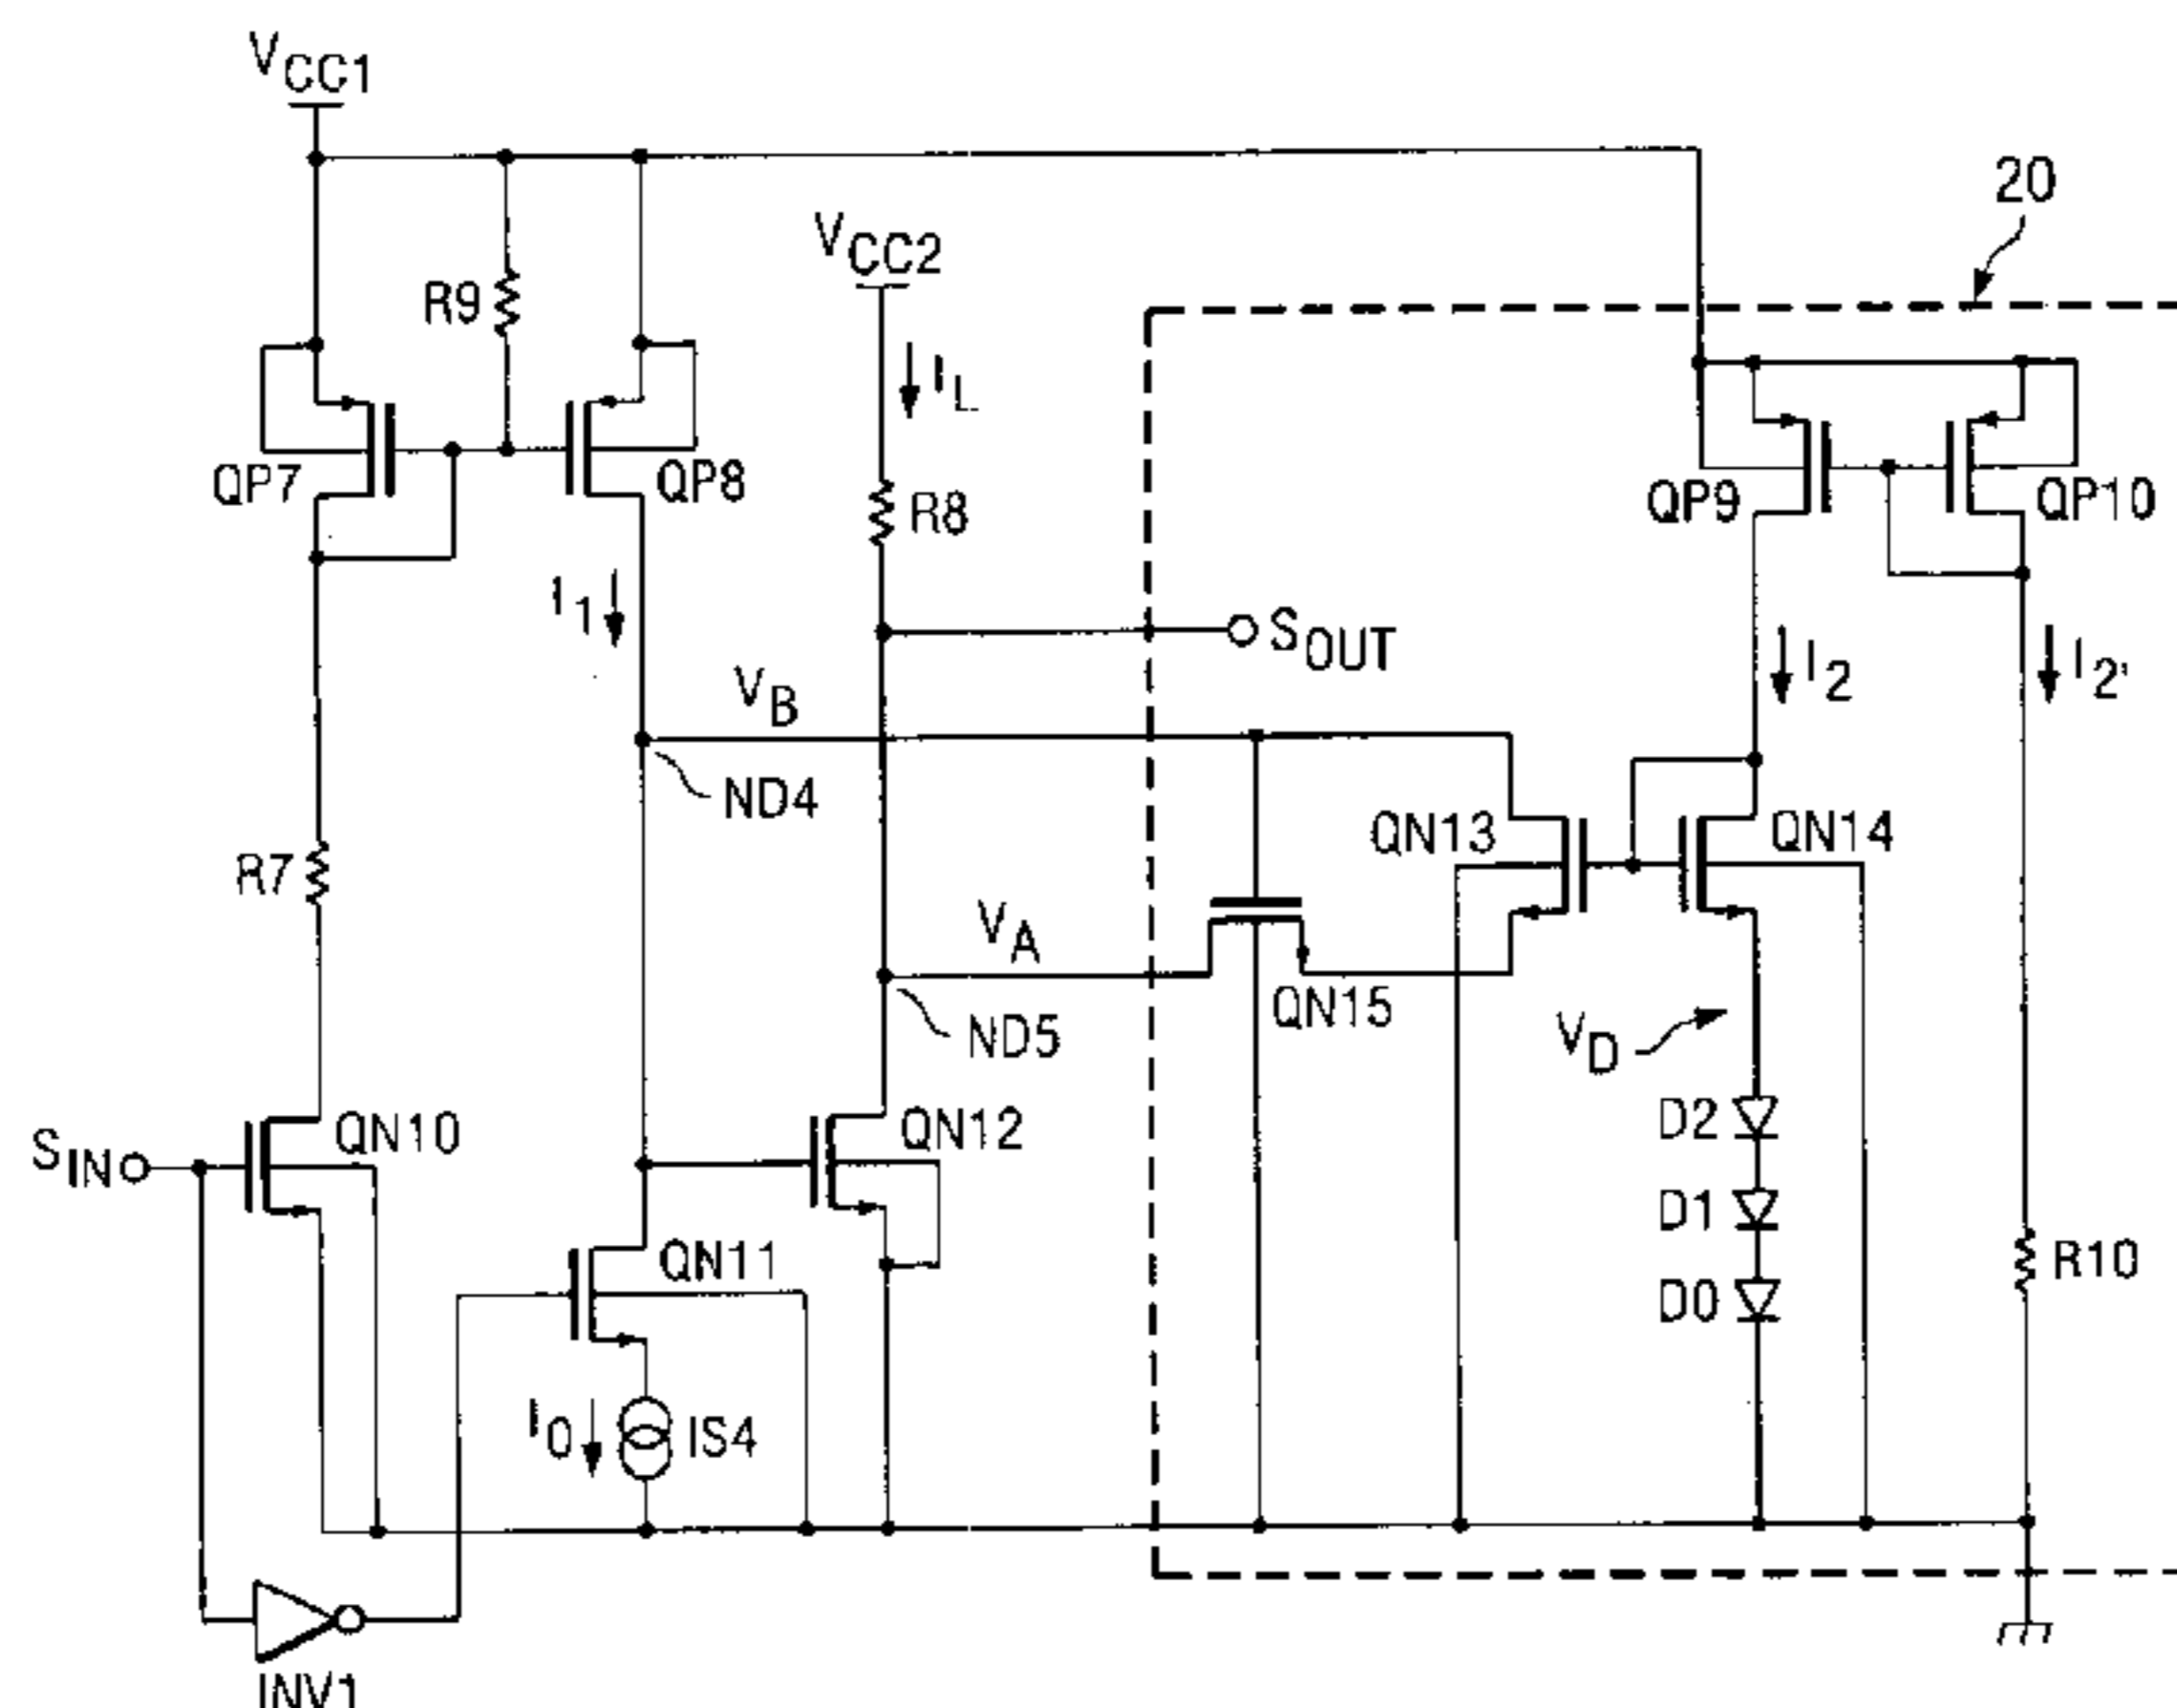 VCC1
20
VCC2
R9
IL
QP7
QP8
R8
QP9
QP10
I1
SOUT
I2
I2'
VB
ND4
QN13
QN14
R7
VA
QN15
ND5
VD
QN10
QN12
D2
SIN
D1
QN11
R10
D0
I0
IS4
INV1